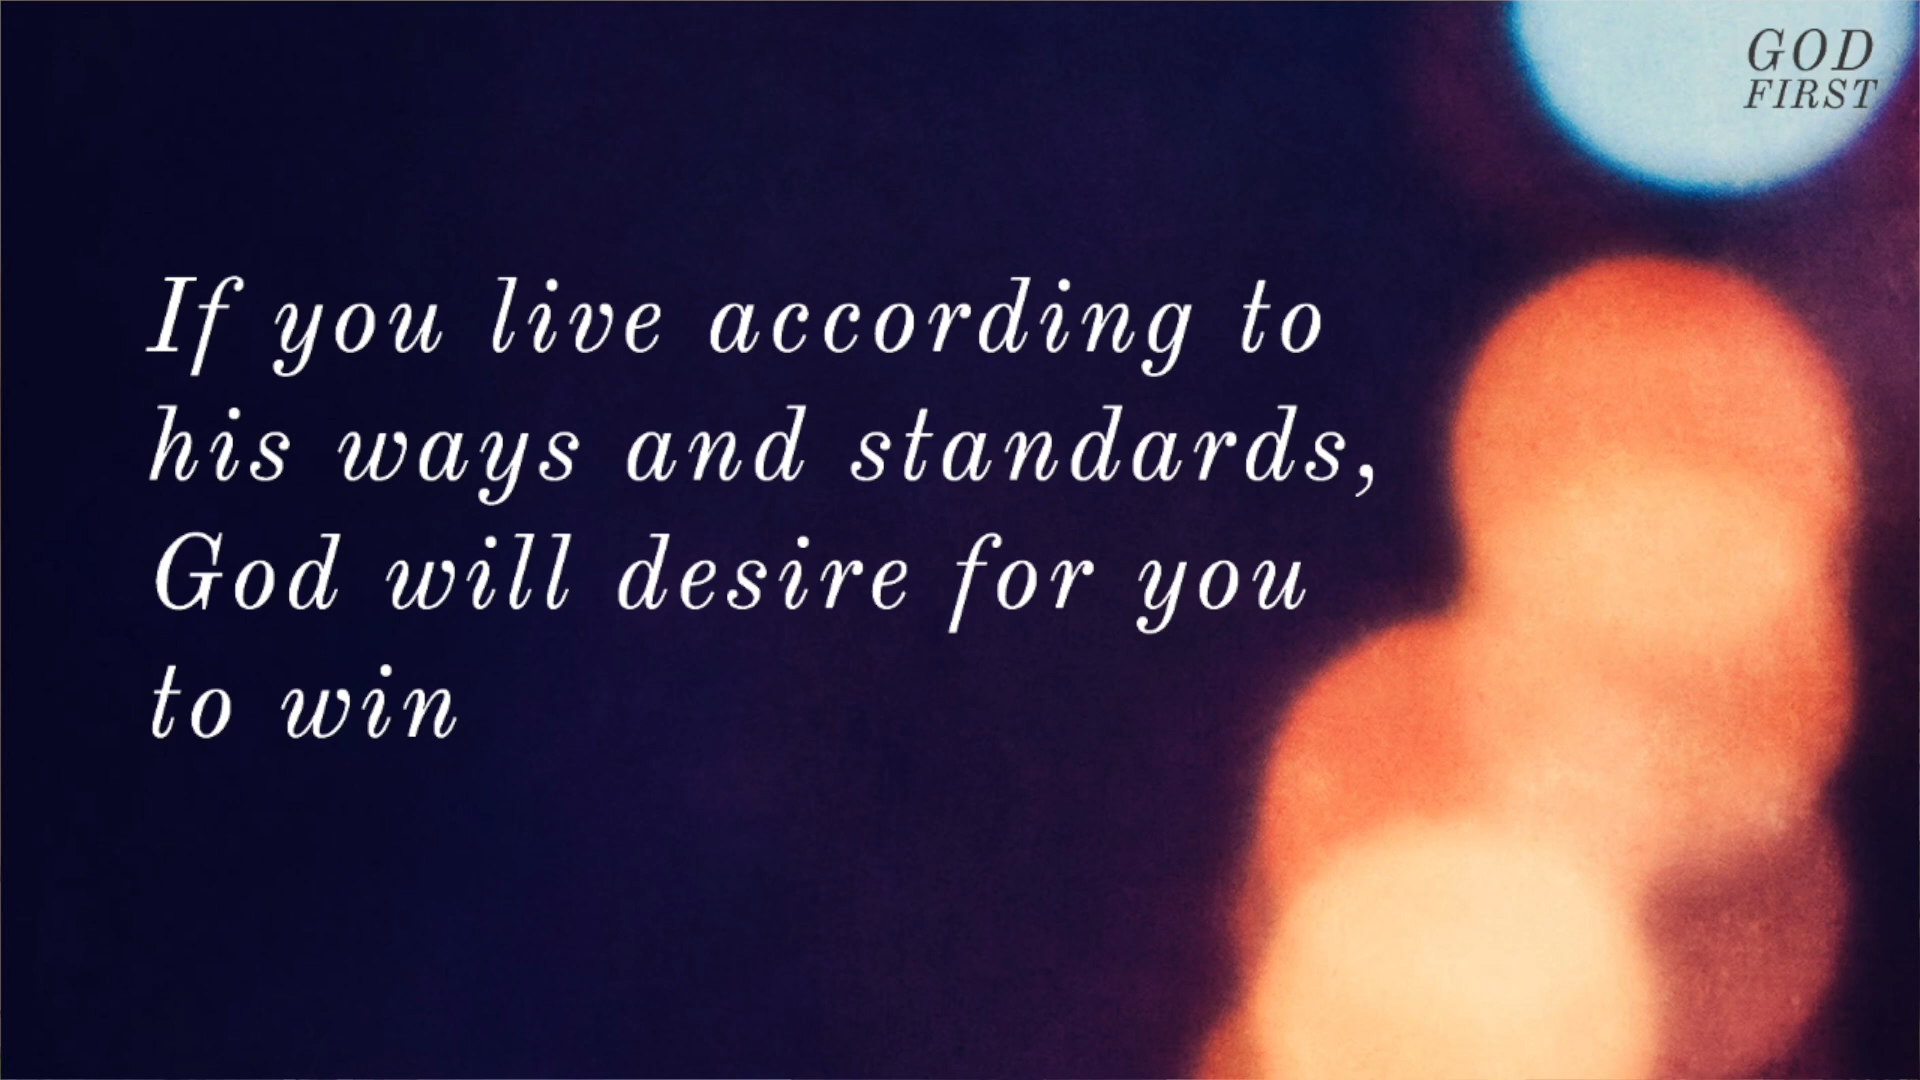 GOD
FIRST
If you live according to
his ways and standards,
God will desire for you
to win